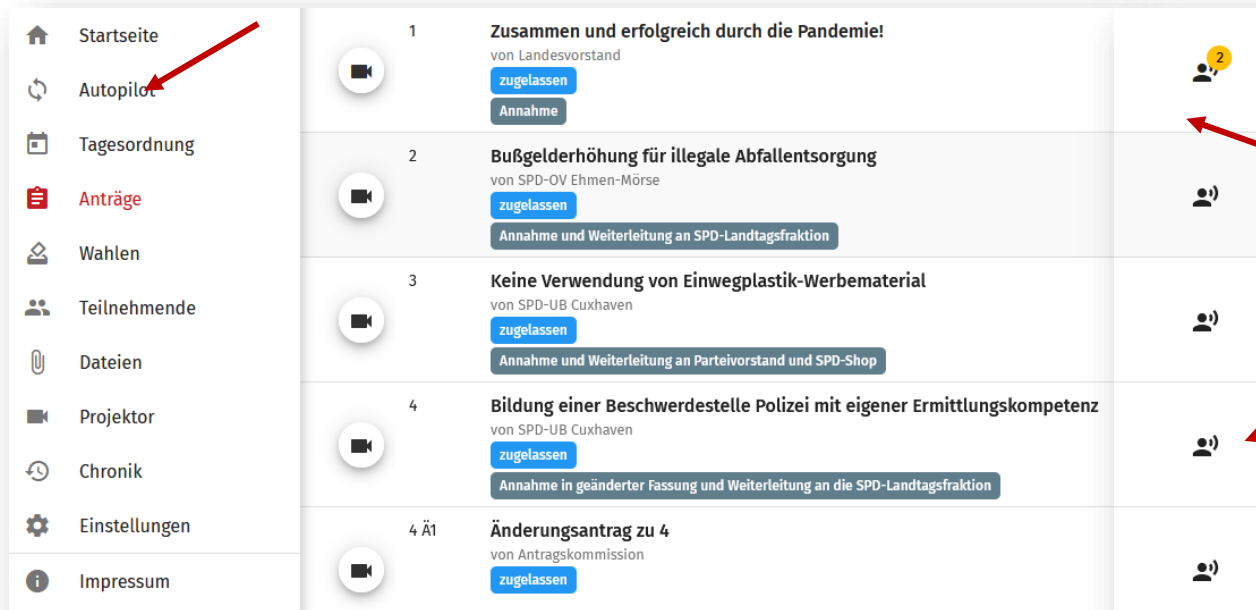 Startseite
Autopilot
Tagesordnung
Anträge
Wahlen
Teilnehmende
Dateien
Projektor
Chronik
Einstellungen
Impressum
1
Zusammen und erfolgreich durch die Pandemie!
von Landesvorstand
zugelassen
Annahme
2
2
Bußgelderhöhung für illegale Abfallentsorgung
von SPD-OV Ehmen-Mörse
zugelassen
Annahme und Weiterleitung an SPD-Landtagsfraktion
3
Keine Verwendung von Einwegplastik-Werbematerial
von SPD-UB Cuxhaven
zugelassen
Annahme und Weiterleitung an Parteivorstand und SPD-Shop
4
Bildung einer Beschwerdestelle Polizei mit eigener Ermittlungskompetenz
von SPD-UB Cuxhaven
zugelassen
Annahme in geänderter Fassung und Weiterleitung an die SPD-Landtagsfraktion
4 Ä1
Änderungsantrag zu 4
von Antragskommission
zugelassen